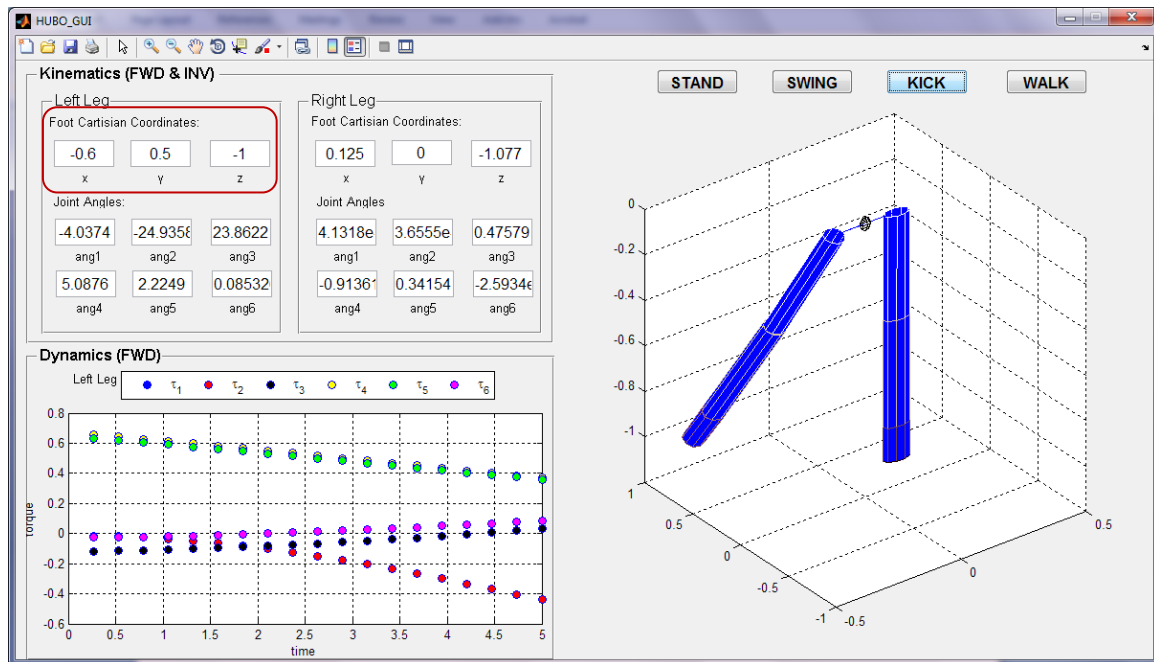 HUBO_GUI
Kinematics (FWD & INV)
Left Leg
Foot Cartisian Coordinates:
-0.6 0.5 -1
x y z
Joint Angles:
-4.0374 -24.9358 23.8622
ang1 ang2 ang3
5.0876 2.2249 0.08532
ang4 ang5 ang6
Right Leg
Foot Cartisian Coordinates:
0.125 0 -1.077
x y z
Joint Angles
4.1318e 3.6555e 0.47579
ang1 ang2 ang3
-0.91361 0.34154 -2.5934e
ang4 ang5 ang6
STAND SWING KICK WALK
0
-0.2
-0.4
-0.6
-0.8
-1
1
0.5
0
-0.5
-1
-0.5
0
0.5
Dynamics (FWD)
Left Leg τ1 τ2 τ3 τ4 τ5 τ6
0.8
0.6
0.4
0.2
0
-0.2
-0.4
-0.6
torque
0 0.5 1 1.5 2 2.5 3 3.5 4 4.5 5
time